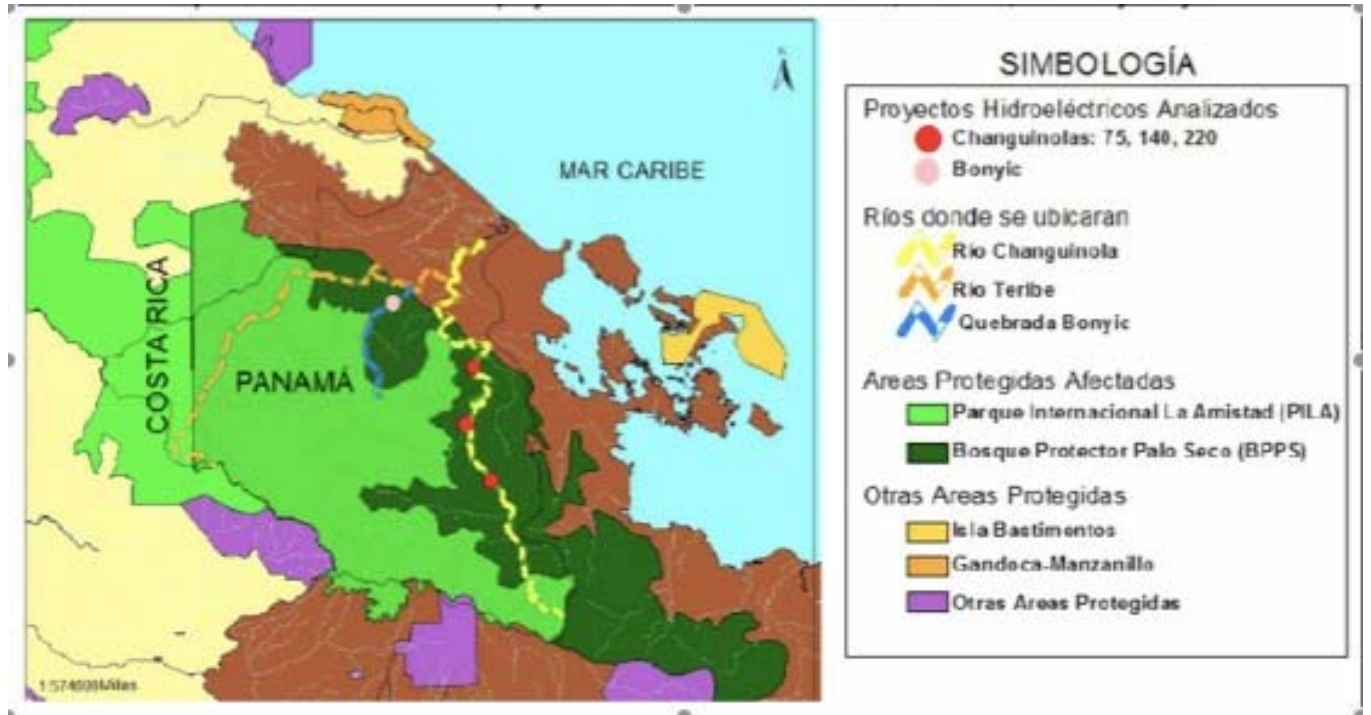 MAR CARIBE
COSTA RICA
PANAMÁ
SIMBOLOGÍA
Proyectos Hidroeléctricos Analizados
Changuinolas: 75, 140, 220
Bonyic
Ríos donde se ubicaran
Río Changuinola
Río Teribe
Quebrada Bonyic
Areas Protegidas Afectadas
Parque Internacional La Amistad (PILA)
Bosque Protector Palo Seco (BPPS)
Otras Areas Protegidas
Isla Bastimentos
Gandoca-Manzanillo
Otras Areas Protegidas